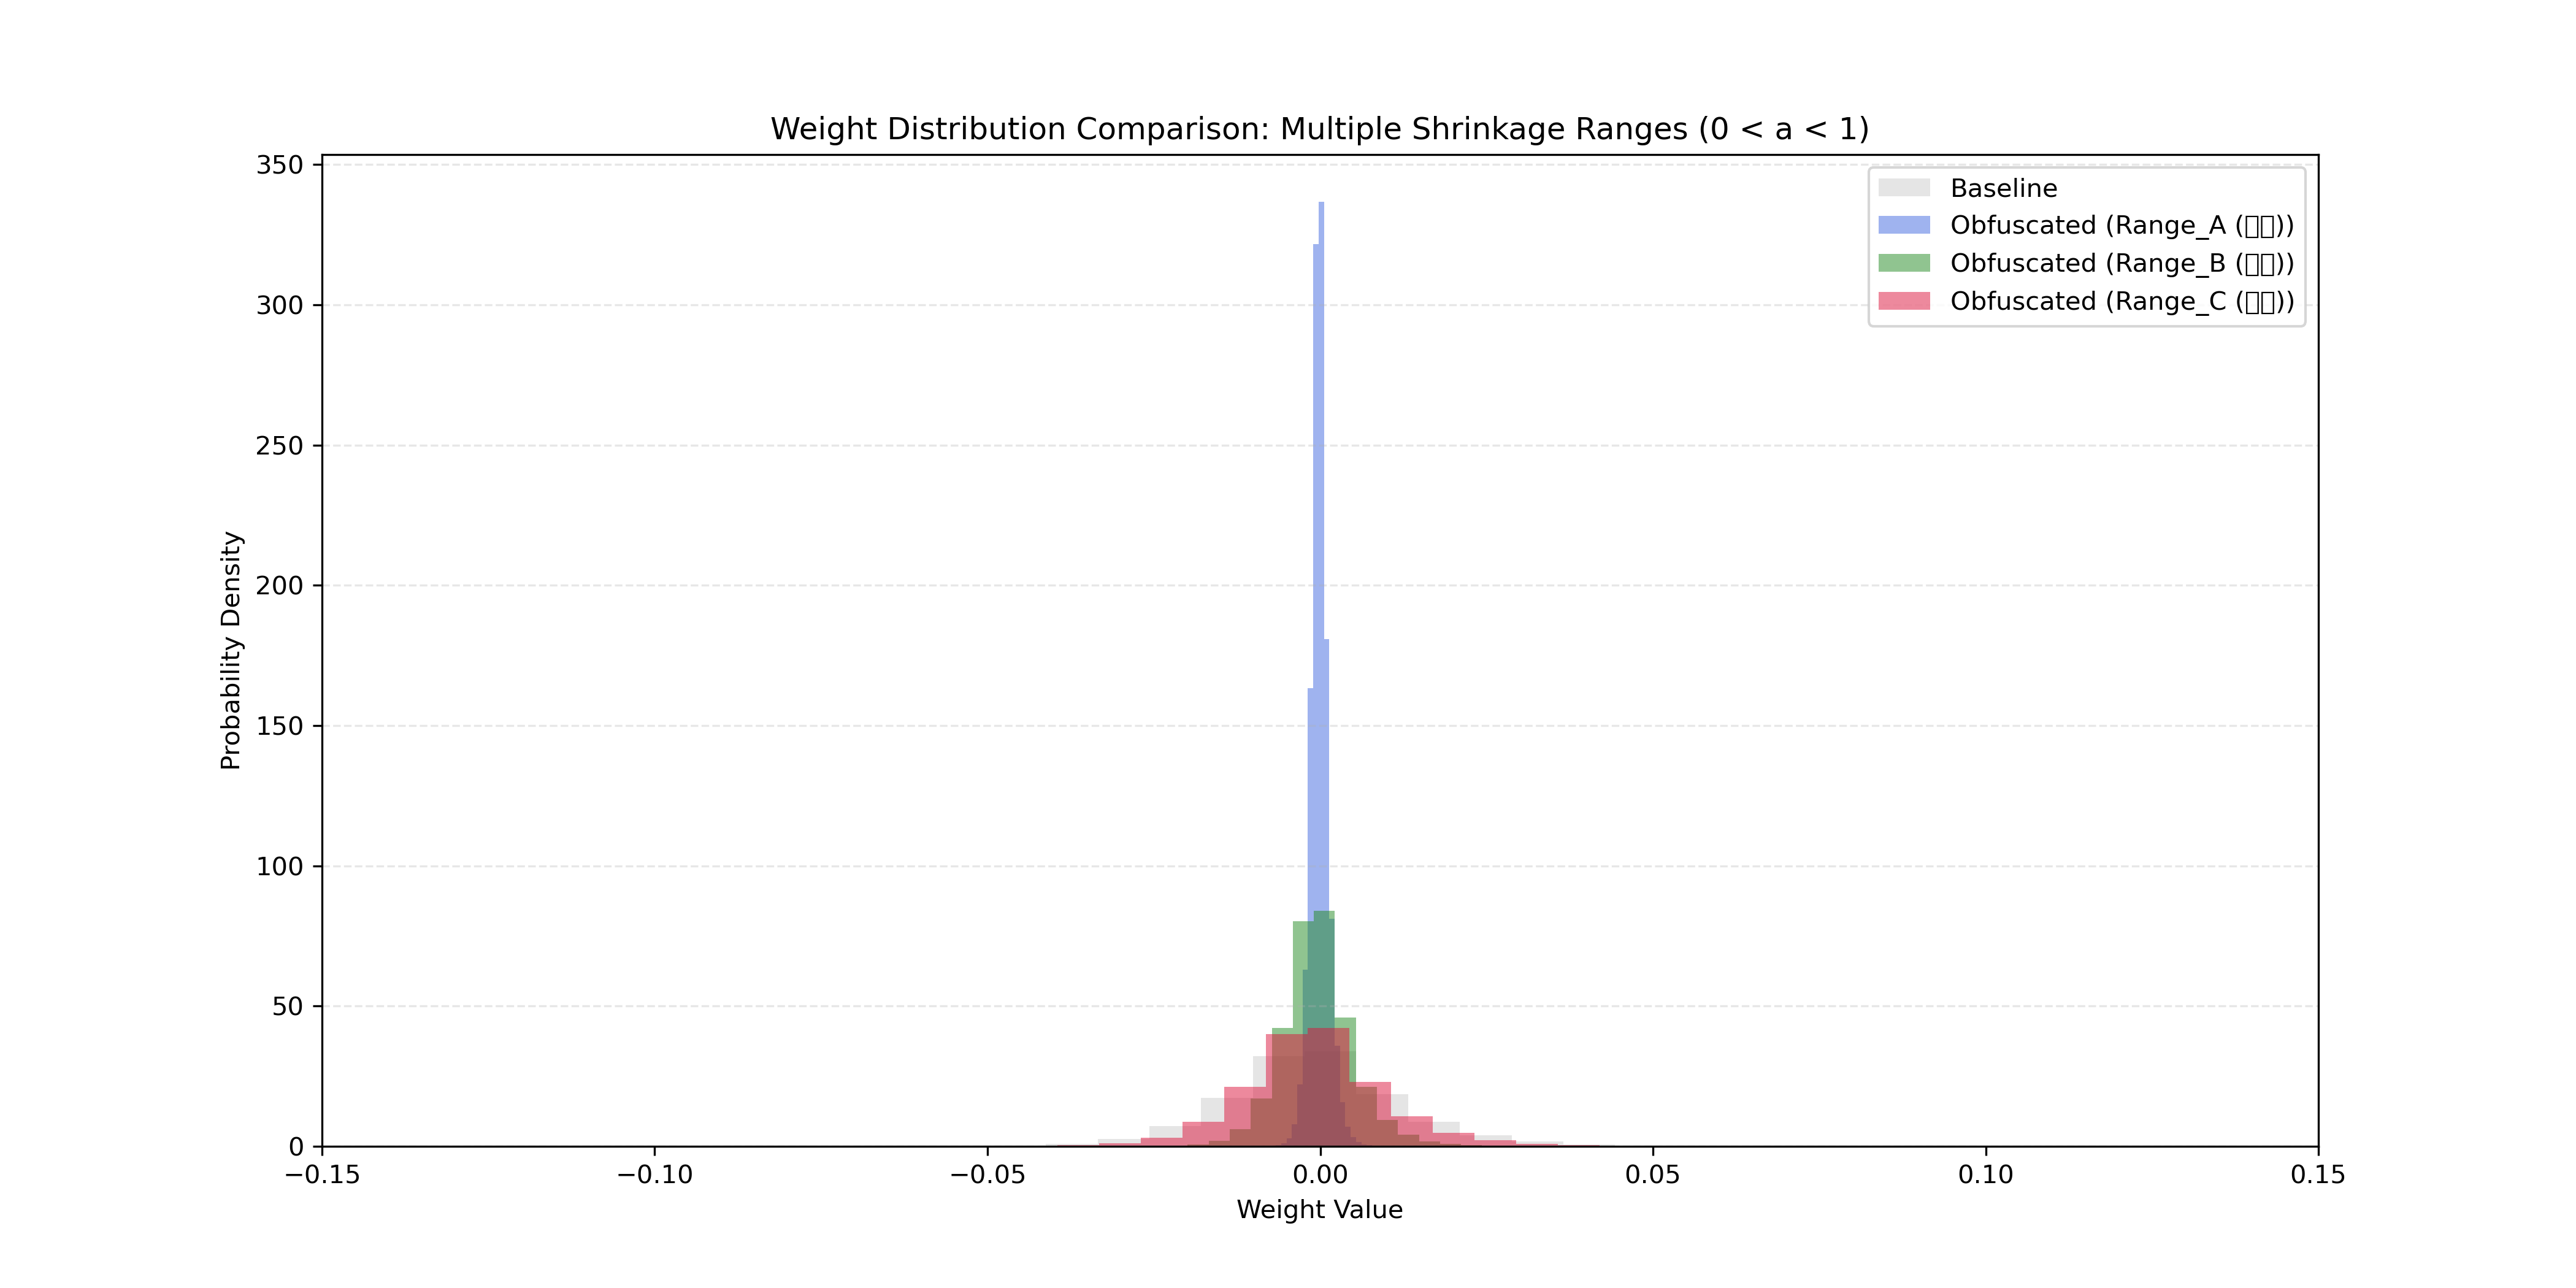 Weight Distribution Comparison: Multiple Shrinkage Ranges (0 < a < 1)
Baseline
Obfuscated (Range_A (▯▯))
Obfuscated (Range_B (▯▯))
Obfuscated (Range_C (▯▯))
Probability Density
350
300
250
200
150
100
50
0
−0.15
−0.10
−0.05
0.00
0.05
0.10
0.15
Weight Value